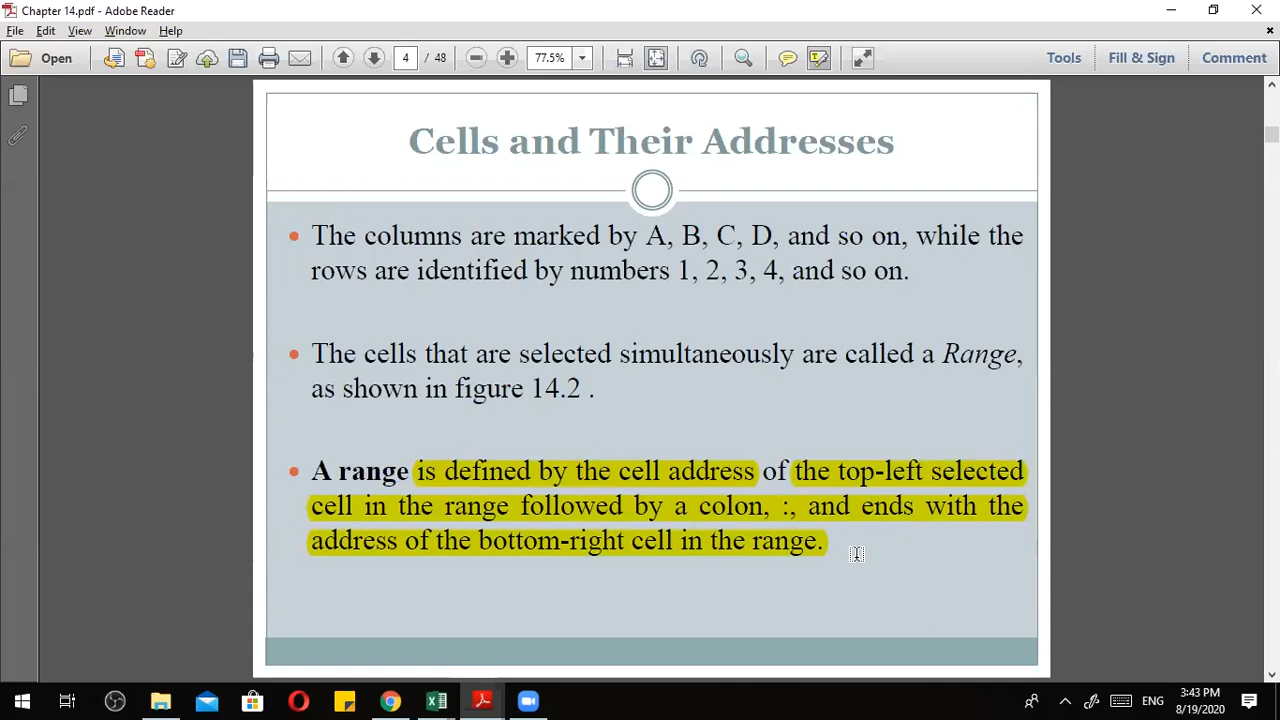 Chapter 14.pdf - Adobe Reader
File Edit View Window Help
Open 4 / 48 77.5% Tools Fill & Sign Comment
Cells and Their Addresses
• The columns are marked by A, B, C, D, and so on, while the
rows are identified by numbers 1, 2, 3, 4, and so on.
• The cells that are selected simultaneously are called a Range,
as shown in figure 14.2 .
• A range is defined by the cell address of the top-left selected
cell in the range followed by a colon, :, and ends with the
address of the bottom-right cell in the range.
ENG 3:43 PM
8/19/2020